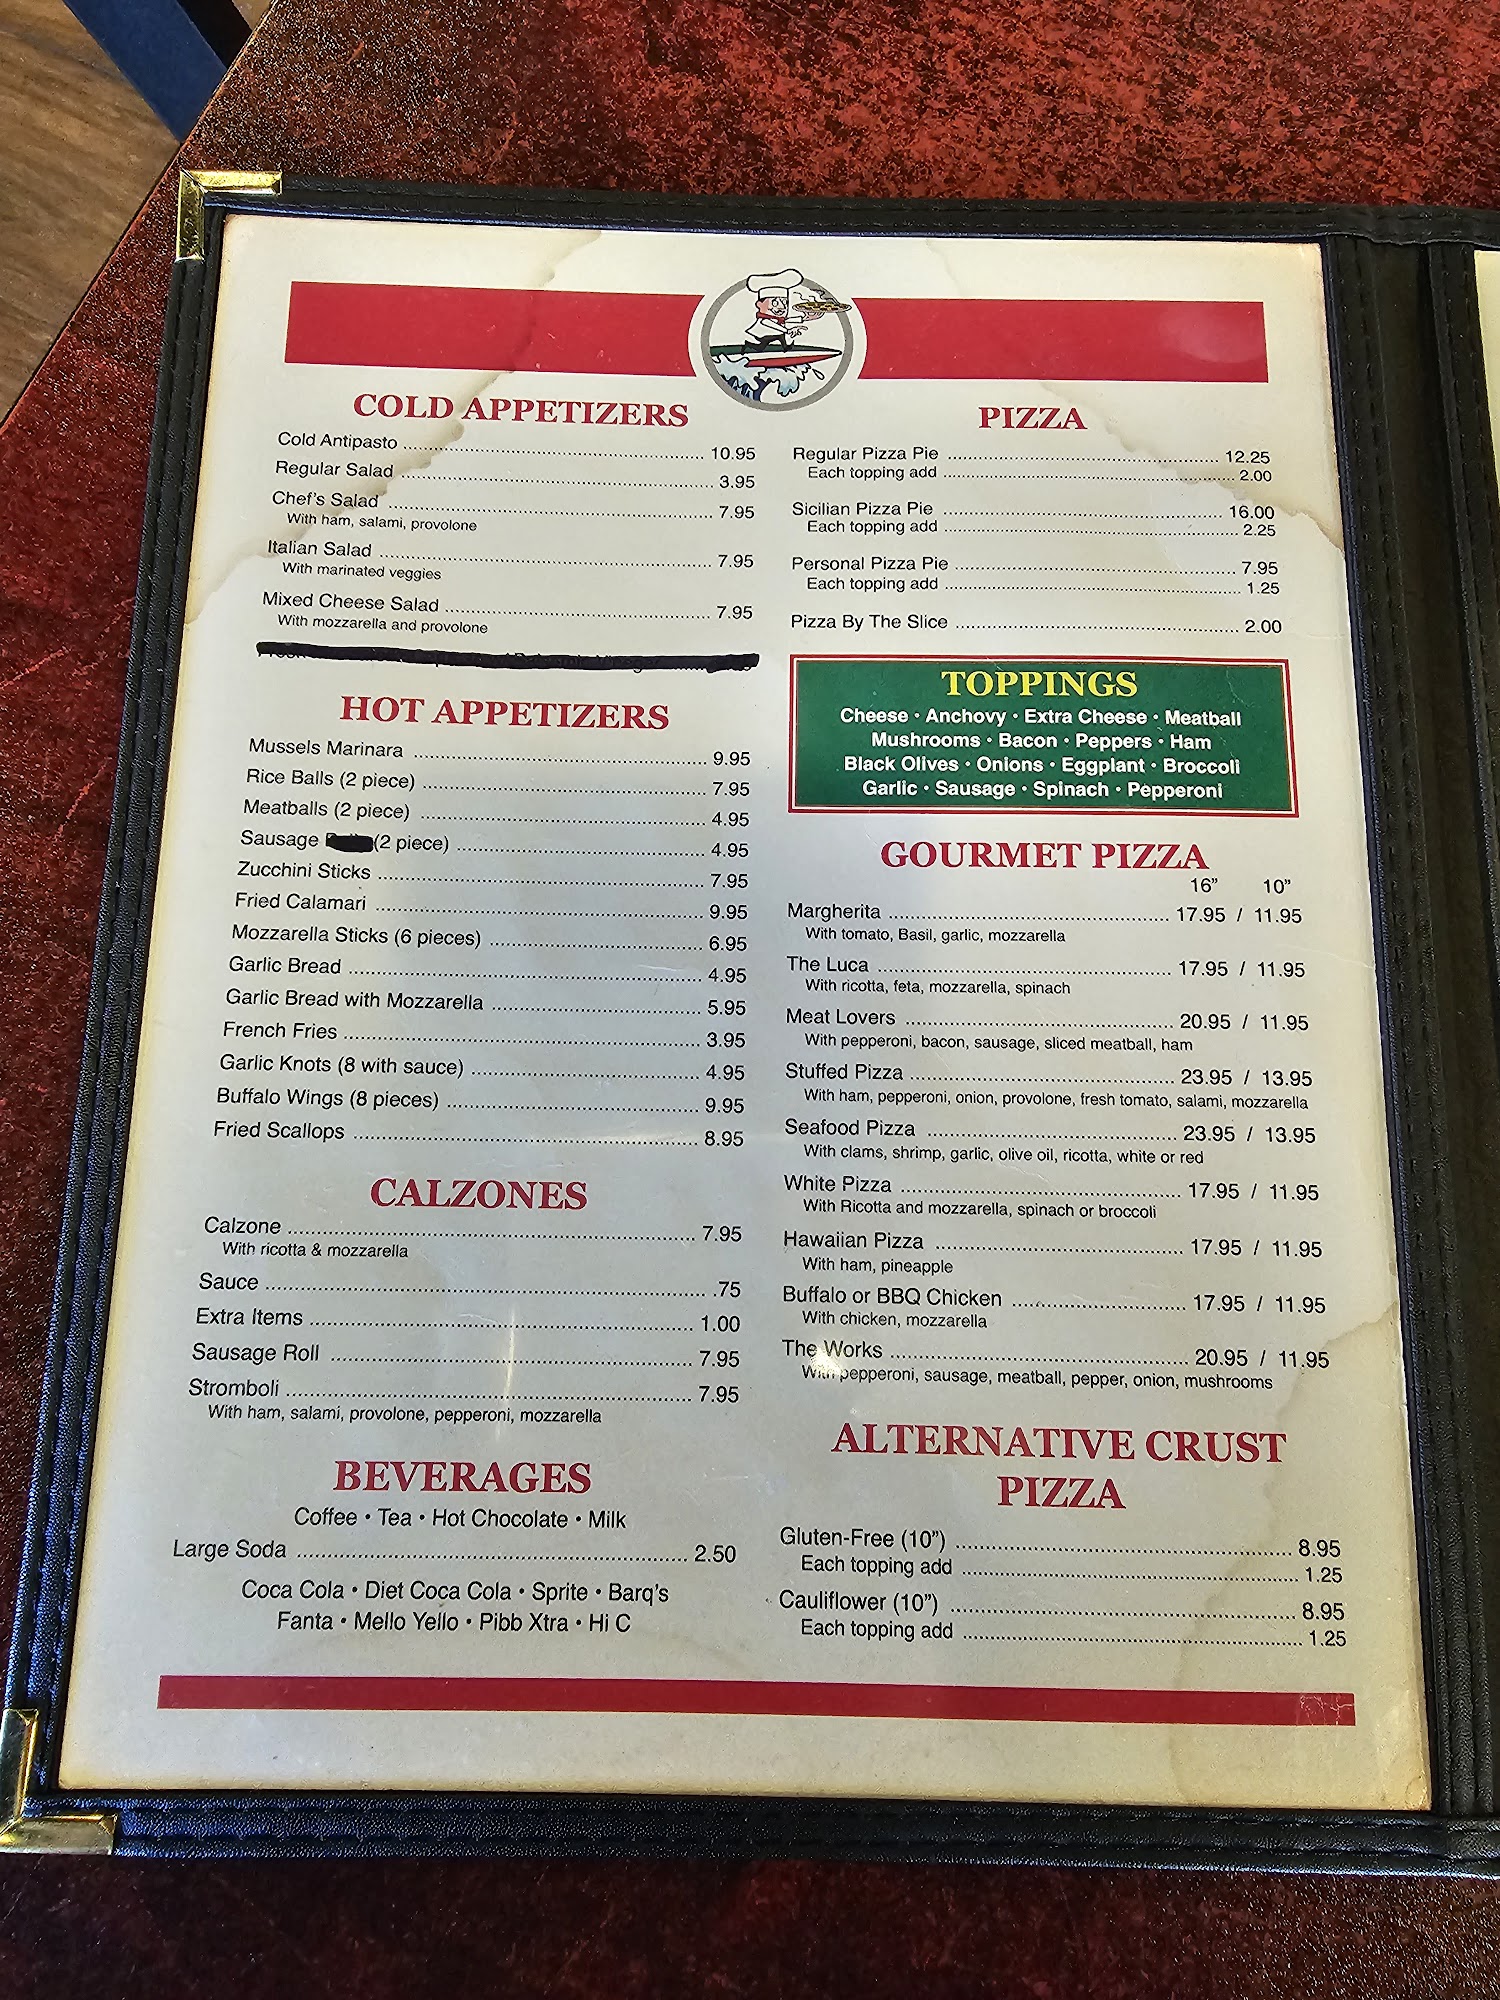 COLD APPETIZERS
Cold Antipasto 10.95
Regular Salad 3.95
Chef's Salad 7.95
With ham, salami, provolone
Italian Salad 7.95
With marinated veggies
Mixed Cheese Salad 7.95
With mozzarella and provolone
HOT APPETIZERS
Mussels Marinara 9.95
Rice Balls (2 piece) 7.95
Meatballs (2 piece) 4.95
Sausage (2 piece) 4.95
Zucchini Sticks 7.95
Fried Calamari 9.95
Mozzarella Sticks (6 pieces) 6.95
Garlic Bread 4.95
Garlic Bread with Mozzarella 5.95
French Fries 3.95
Garlic Knots (8 with sauce) 4.95
Buffalo Wings (8 pieces) 9.95
Fried Scallops 8.95
CALZONES
Calzone 7.95
With ricotta & mozzarella
Sauce .75
Extra Items 1.00
Sausage Roll 7.95
Stromboli 7.95
With ham, salami, provolone, pepperoni, mozzarella
BEVERAGES
Coffee • Tea • Hot Chocolate • Milk
Large Soda 2.50
Coca Cola • Diet Coca Cola • Sprite • Barq's
Fanta • Mello Yello • Pibb Xtra • Hi C
PIZZA
Regular Pizza Pie 12.25
Each topping add 2.00
Sicilian Pizza Pie 16.00
Each topping add 2.25
Personal Pizza Pie 7.95
Each topping add 1.25
Pizza By The Slice 2.00
TOPPINGS
Cheese • Anchovy • Extra Cheese • Meatball
Mushrooms • Bacon • Peppers • Ham
Black Olives • Onions • Eggplant • Broccoli
Garlic • Sausage • Spinach • Pepperoni
GOURMET PIZZA
16" 10"
Margherita 17.95 / 11.95
With tomato, Basil, garlic, mozzarella
The Luca 17.95 / 11.95
With ricotta, feta, mozzarella, spinach
Meat Lovers 20.95 / 11.95
With pepperoni, bacon, sausage, sliced meatball, ham
Stuffed Pizza 23.95 / 13.95
With ham, pepperoni, onion, provolone, fresh tomato, salami, mozzarella
Seafood Pizza 23.95 / 13.95
With clams, shrimp, garlic, olive oil, ricotta, white or red
White Pizza 17.95 / 11.95
With Ricotta and mozzarella, spinach or broccoli
Hawaiian Pizza 17.95 / 11.95
With ham, pineapple
Buffalo or BBQ Chicken 17.95 / 11.95
With chicken, mozzarella
The Works 20.95 / 11.95
With pepperoni, sausage, meatball, pepper, onion, mushrooms
ALTERNATIVE CRUST
PIZZA
Gluten-Free (10") 8.95
Each topping add 1.25
Cauliflower (10") 8.95
Each topping add 1.25